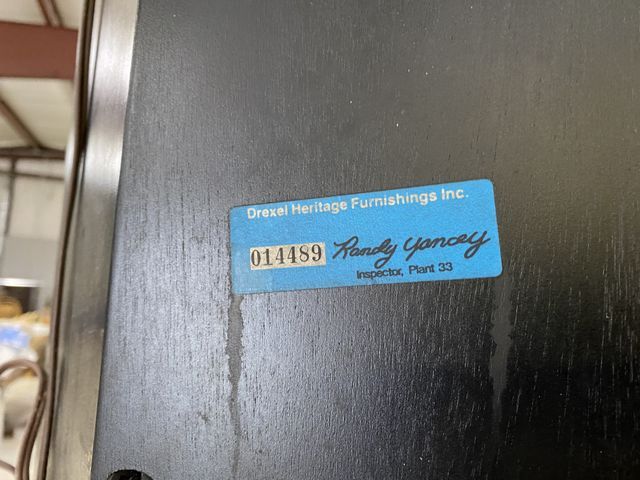 Drexel Heritage Furnishings Inc.
014489 Randy Yancey
Inspector, Plant 33